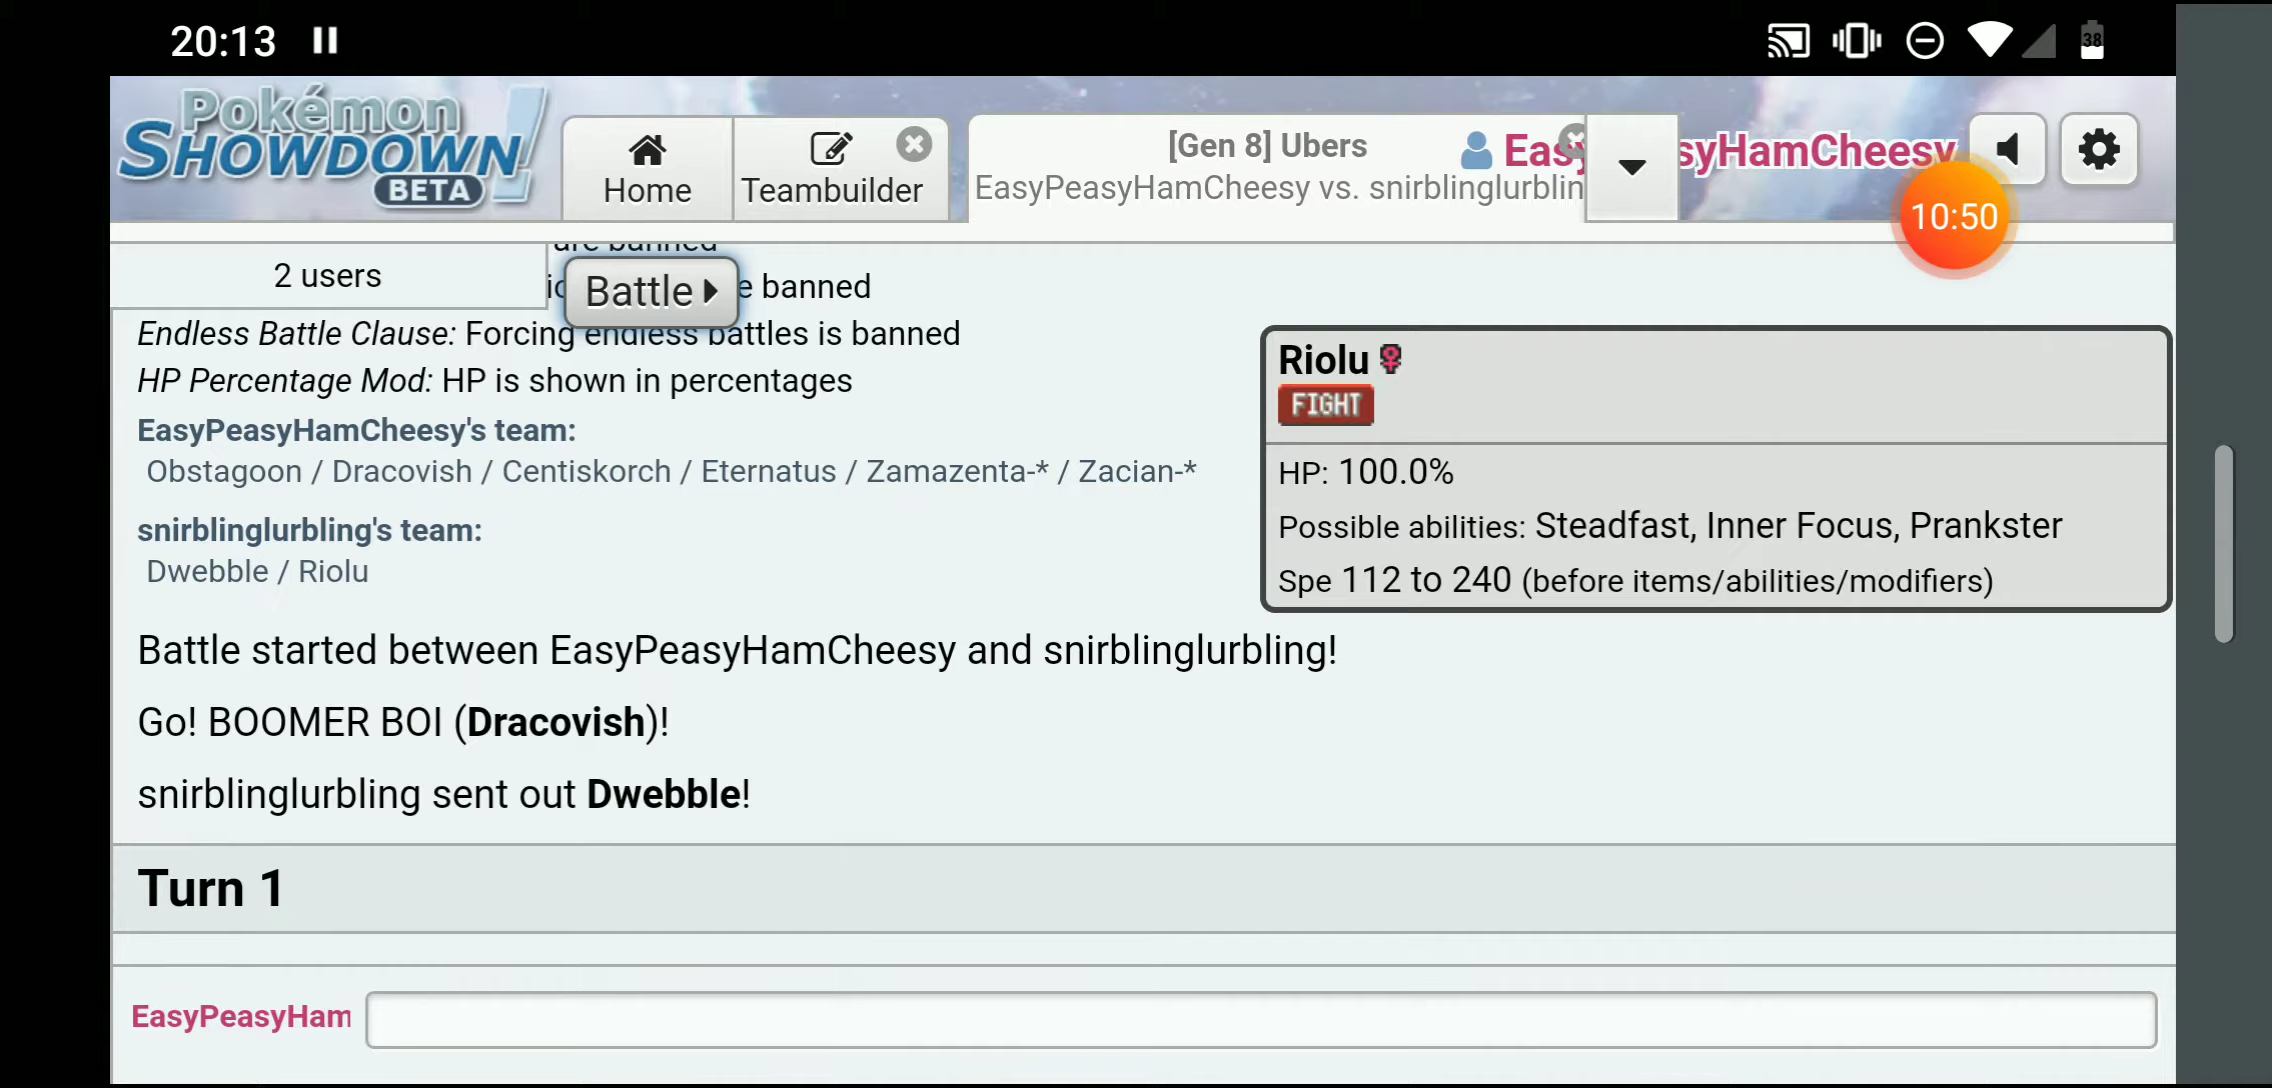 20:13
38
Pokémon
SHOWDOWN!
BETA
Home
Teambuilder
[Gen 8] Ubers
EasyPeasyHamCheesy vs. snirblinglurblin
Eas
syHamCheesy
10:50
2 users
are banned
Battle
e banned
Endless Battle Clause: Forcing endless battles is banned
HP Percentage Mod: HP is shown in percentages
EasyPeasyHamCheesy's team:
Obstagoon / Dracovish / Centiskorch / Eternatus / Zamazenta-* / Zacian-*
snirblinglurbling's team:
Dwebble / Riolu
Riolu ♀
FIGHT
HP: 100.0%
Possible abilities: Steadfast, Inner Focus, Prankster
Spe 112 to 240 (before items/abilities/modifiers)
Battle started between EasyPeasyHamCheesy and snirblinglurbling!
Go! BOOMER BOI (Dracovish)!
snirblinglurbling sent out Dwebble!
Turn 1
EasyPeasyHam